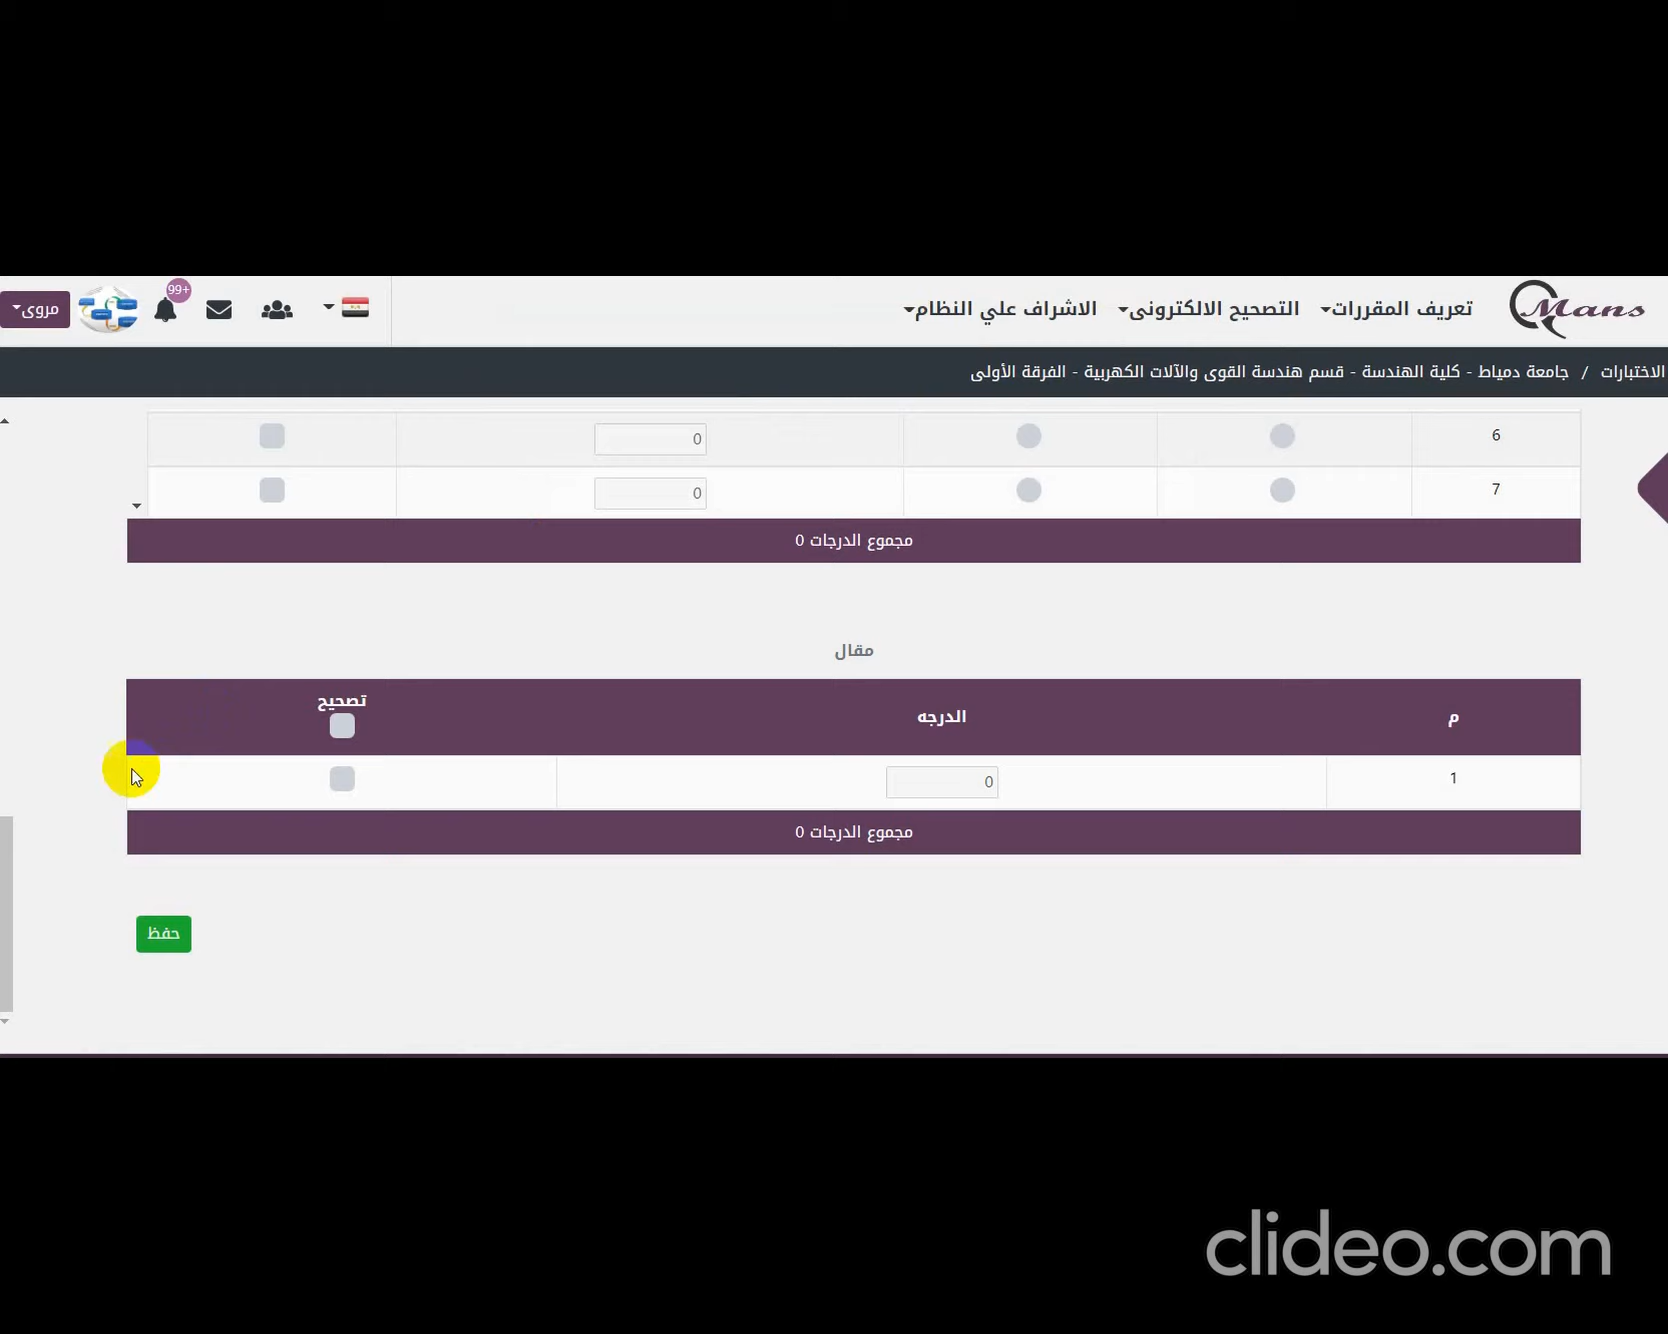 Mans تعريف المقررات التصحيح الالكترونى الاشراف علي النظام 99+ مروى
الاختبارات / جامعة دمياط - كلية الهندسة - قسم هندسة القوى والآلات الكهربية - الفرقة الأولى
6 0
7 0
مجموع الدرجات 0
مقال
م الدرجه تصحيح
1 0
مجموع الدرجات 0
حفظ
clideo.com